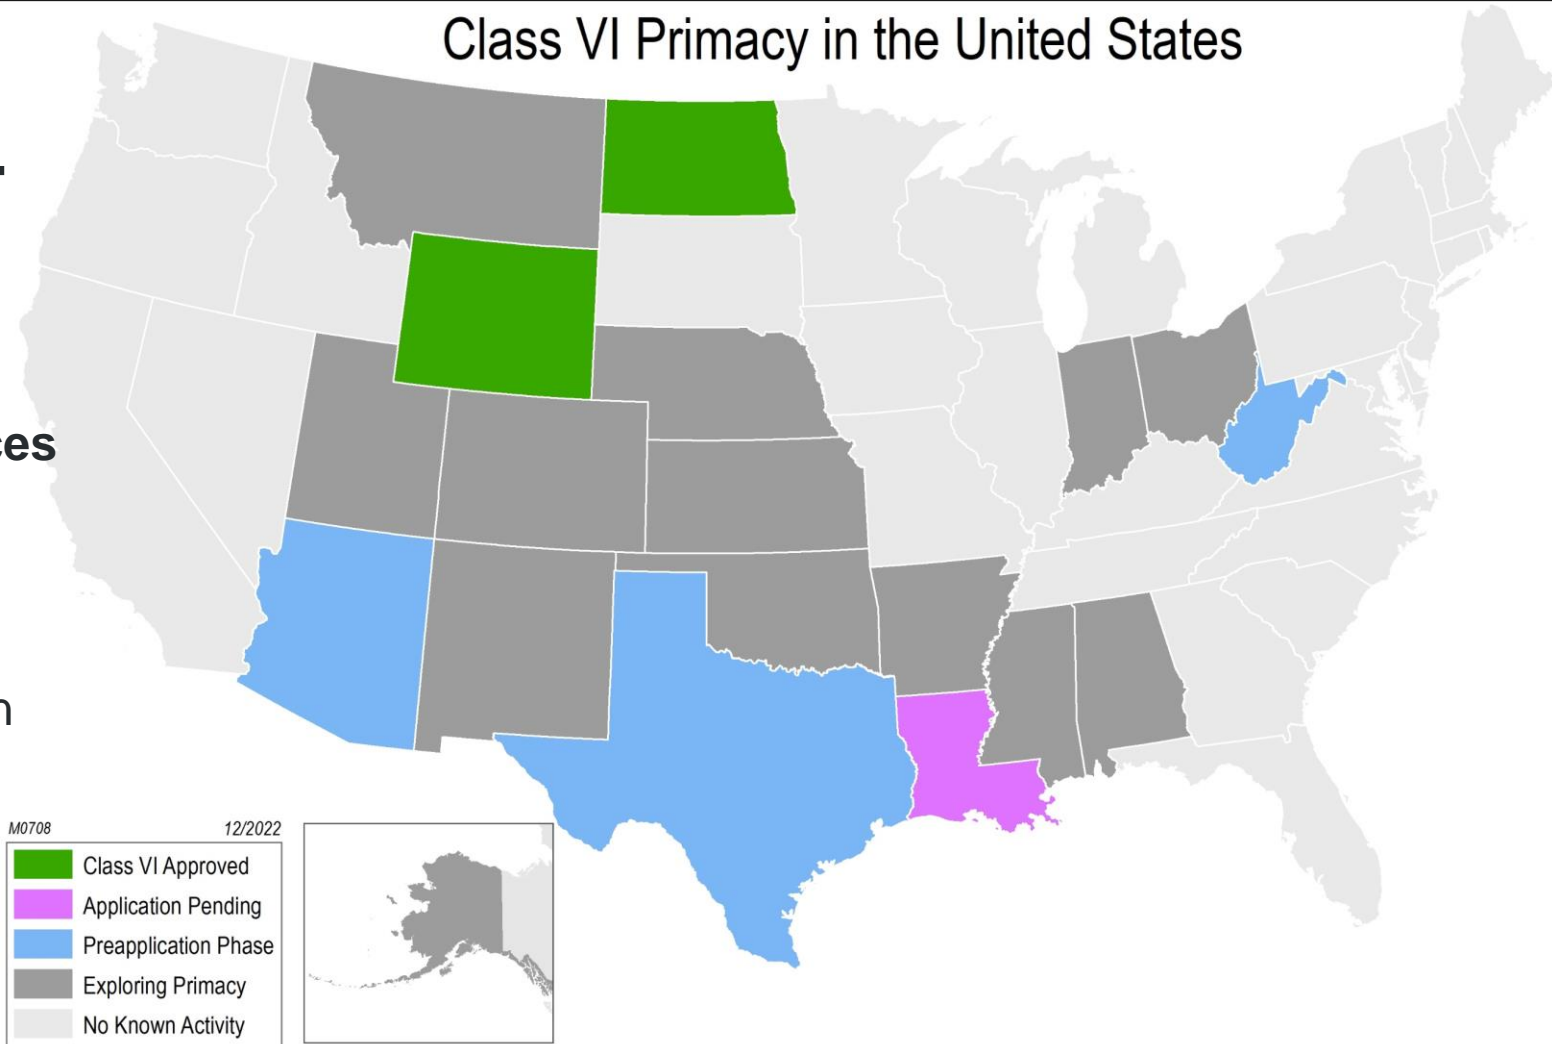 Class VI Primacy in the United States
ces
n
M0708
12/2022
Class VI Approved
Application Pending
Preapplication Phase
Exploring Primacy
No Known Activity